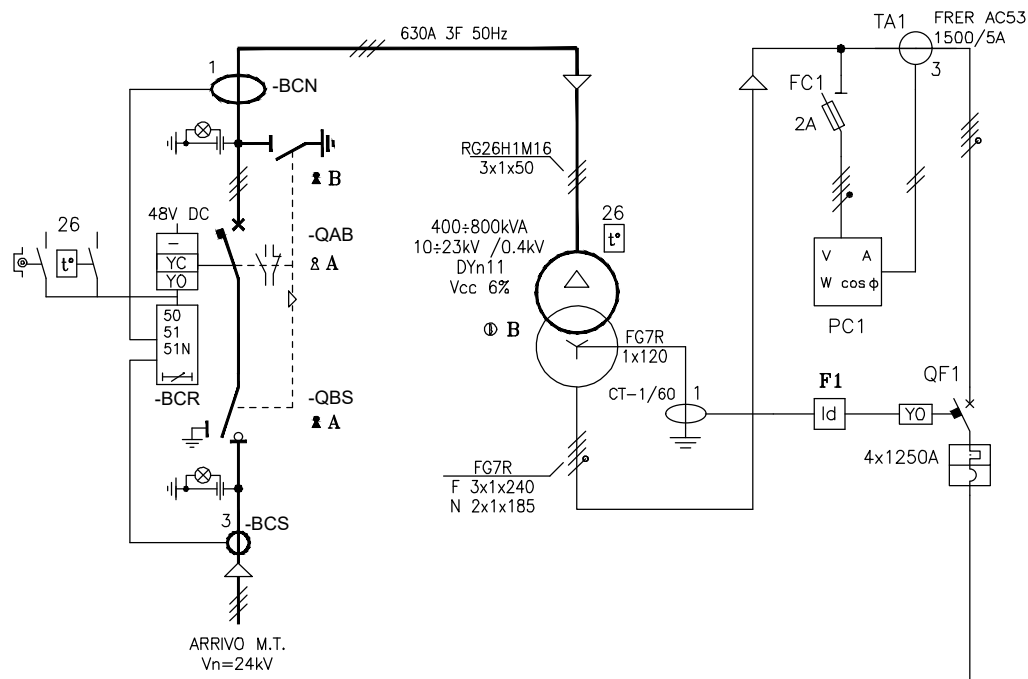 630A 3F 50Hz
1
-BCN
B
48V DC
-QAB
–
YC
YO
A
26
t°
50
51
51N
-BCR
-QBS
A
3
-BCS
ARRIVO M.T.
Vn=24kV
RG26H1M16
3x1x50
400÷800kVA
10÷23kV /0.4kV
DYn11
Vcc 6%
26
t°
B
FG7R
1x120
CT-1/60
1
FG7R
F 3x1x240
N 2x1x185
TA1
FRER AC53
1500/5A
3
FC1
2A
V A
W cosϕ
PC1
F1
Id
YO
QF1
4x1250A